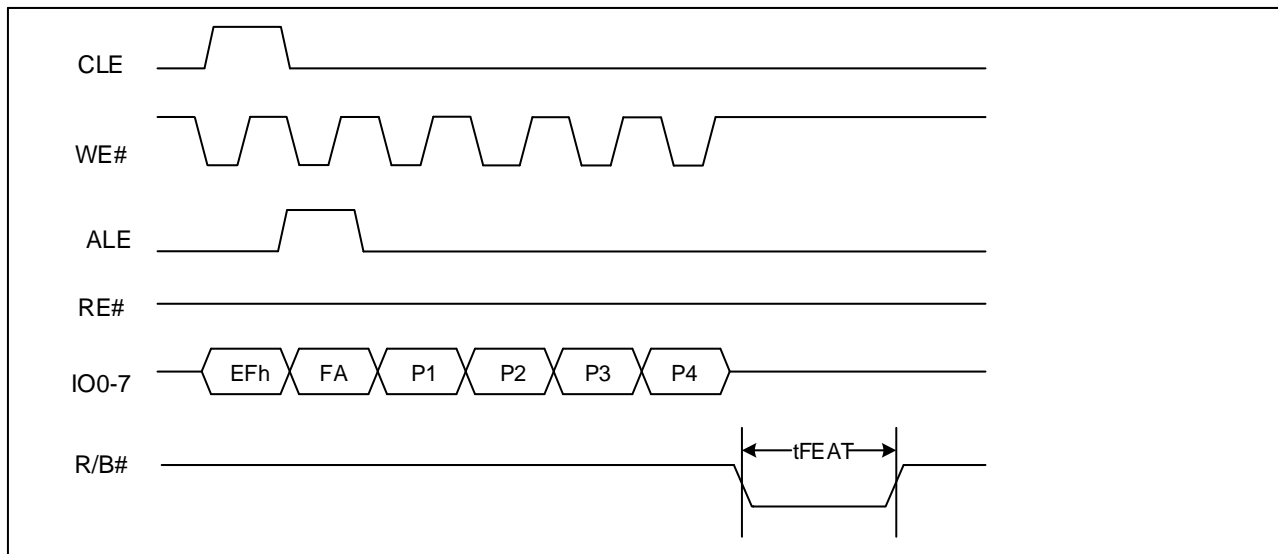 CLE
WE#
ALE
RE#
IO0-7 EFh FA P1 P2 P3 P4
R/B# tFEAT